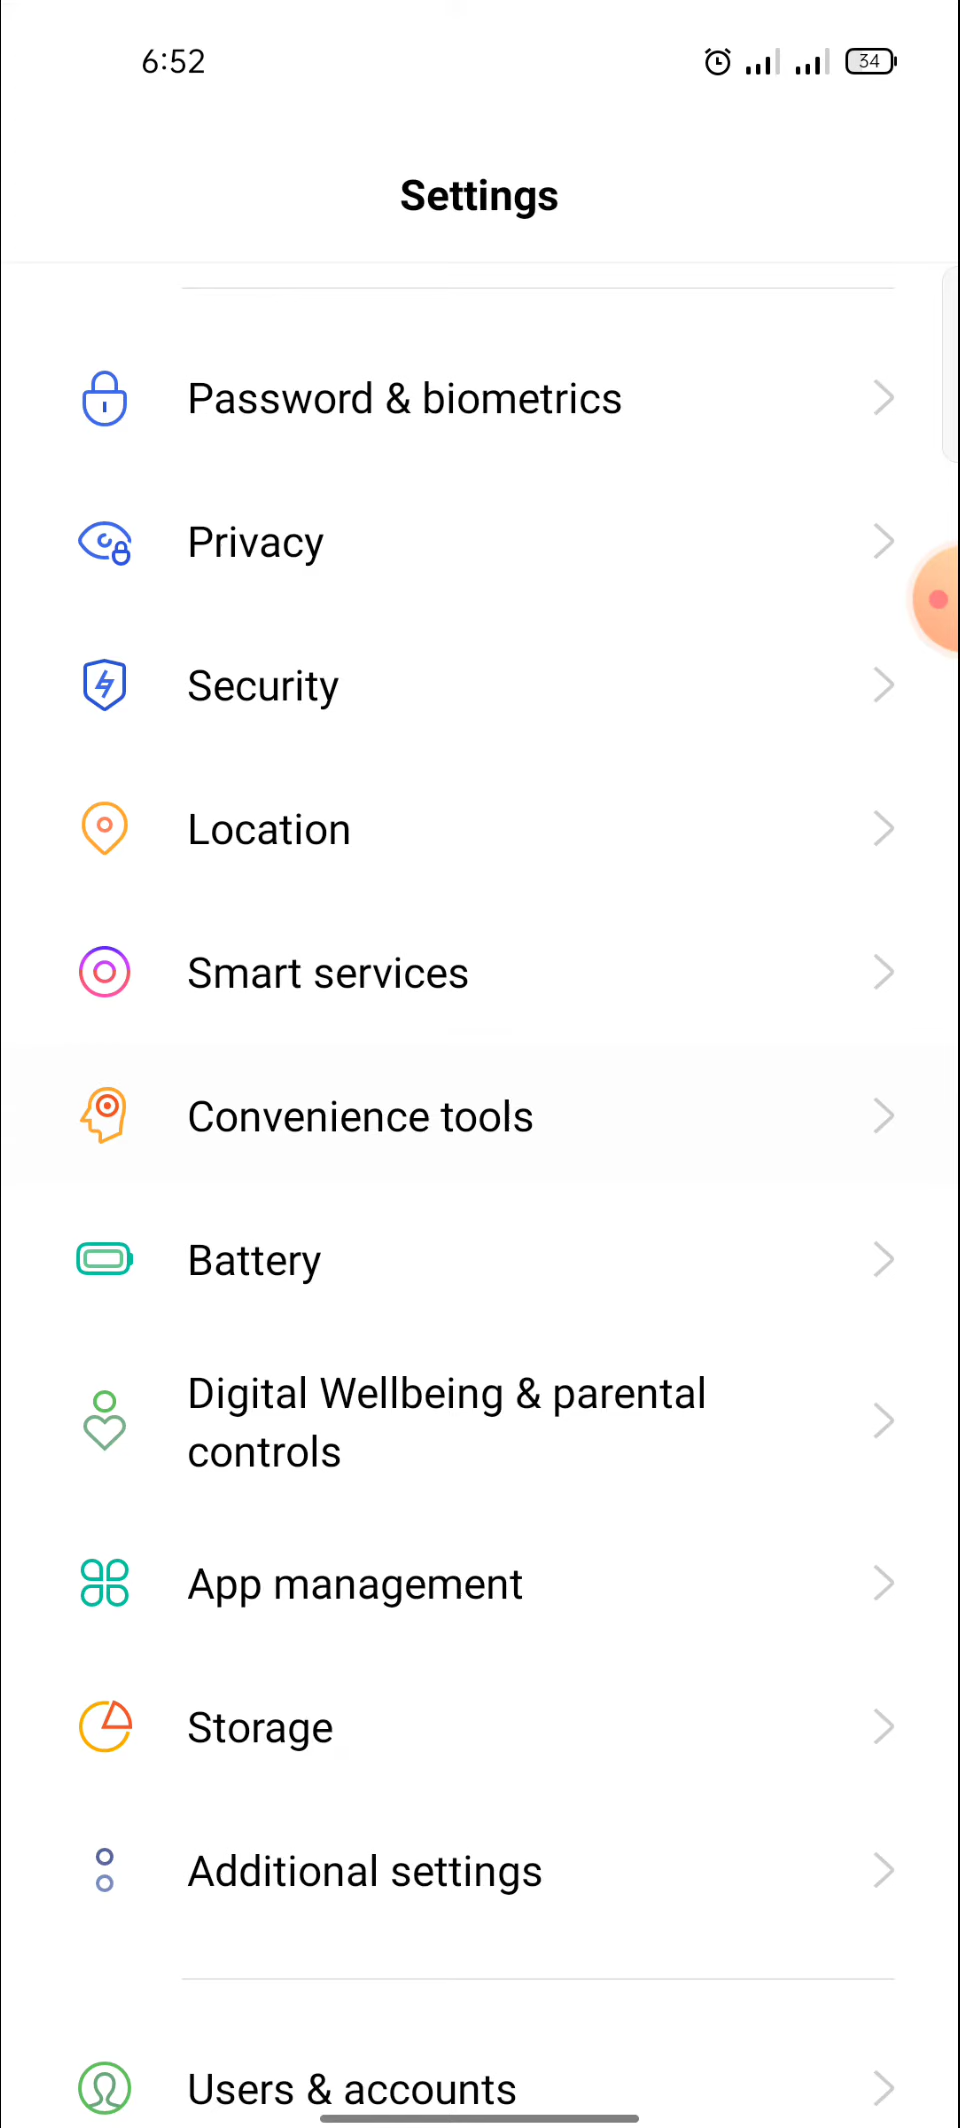 6:52
34
Settings
Password & biometrics
Privacy
Security
Location
Smart services
Convenience tools
Battery
Digital Wellbeing & parental
controls
App management
Storage
Additional settings
Users & accounts